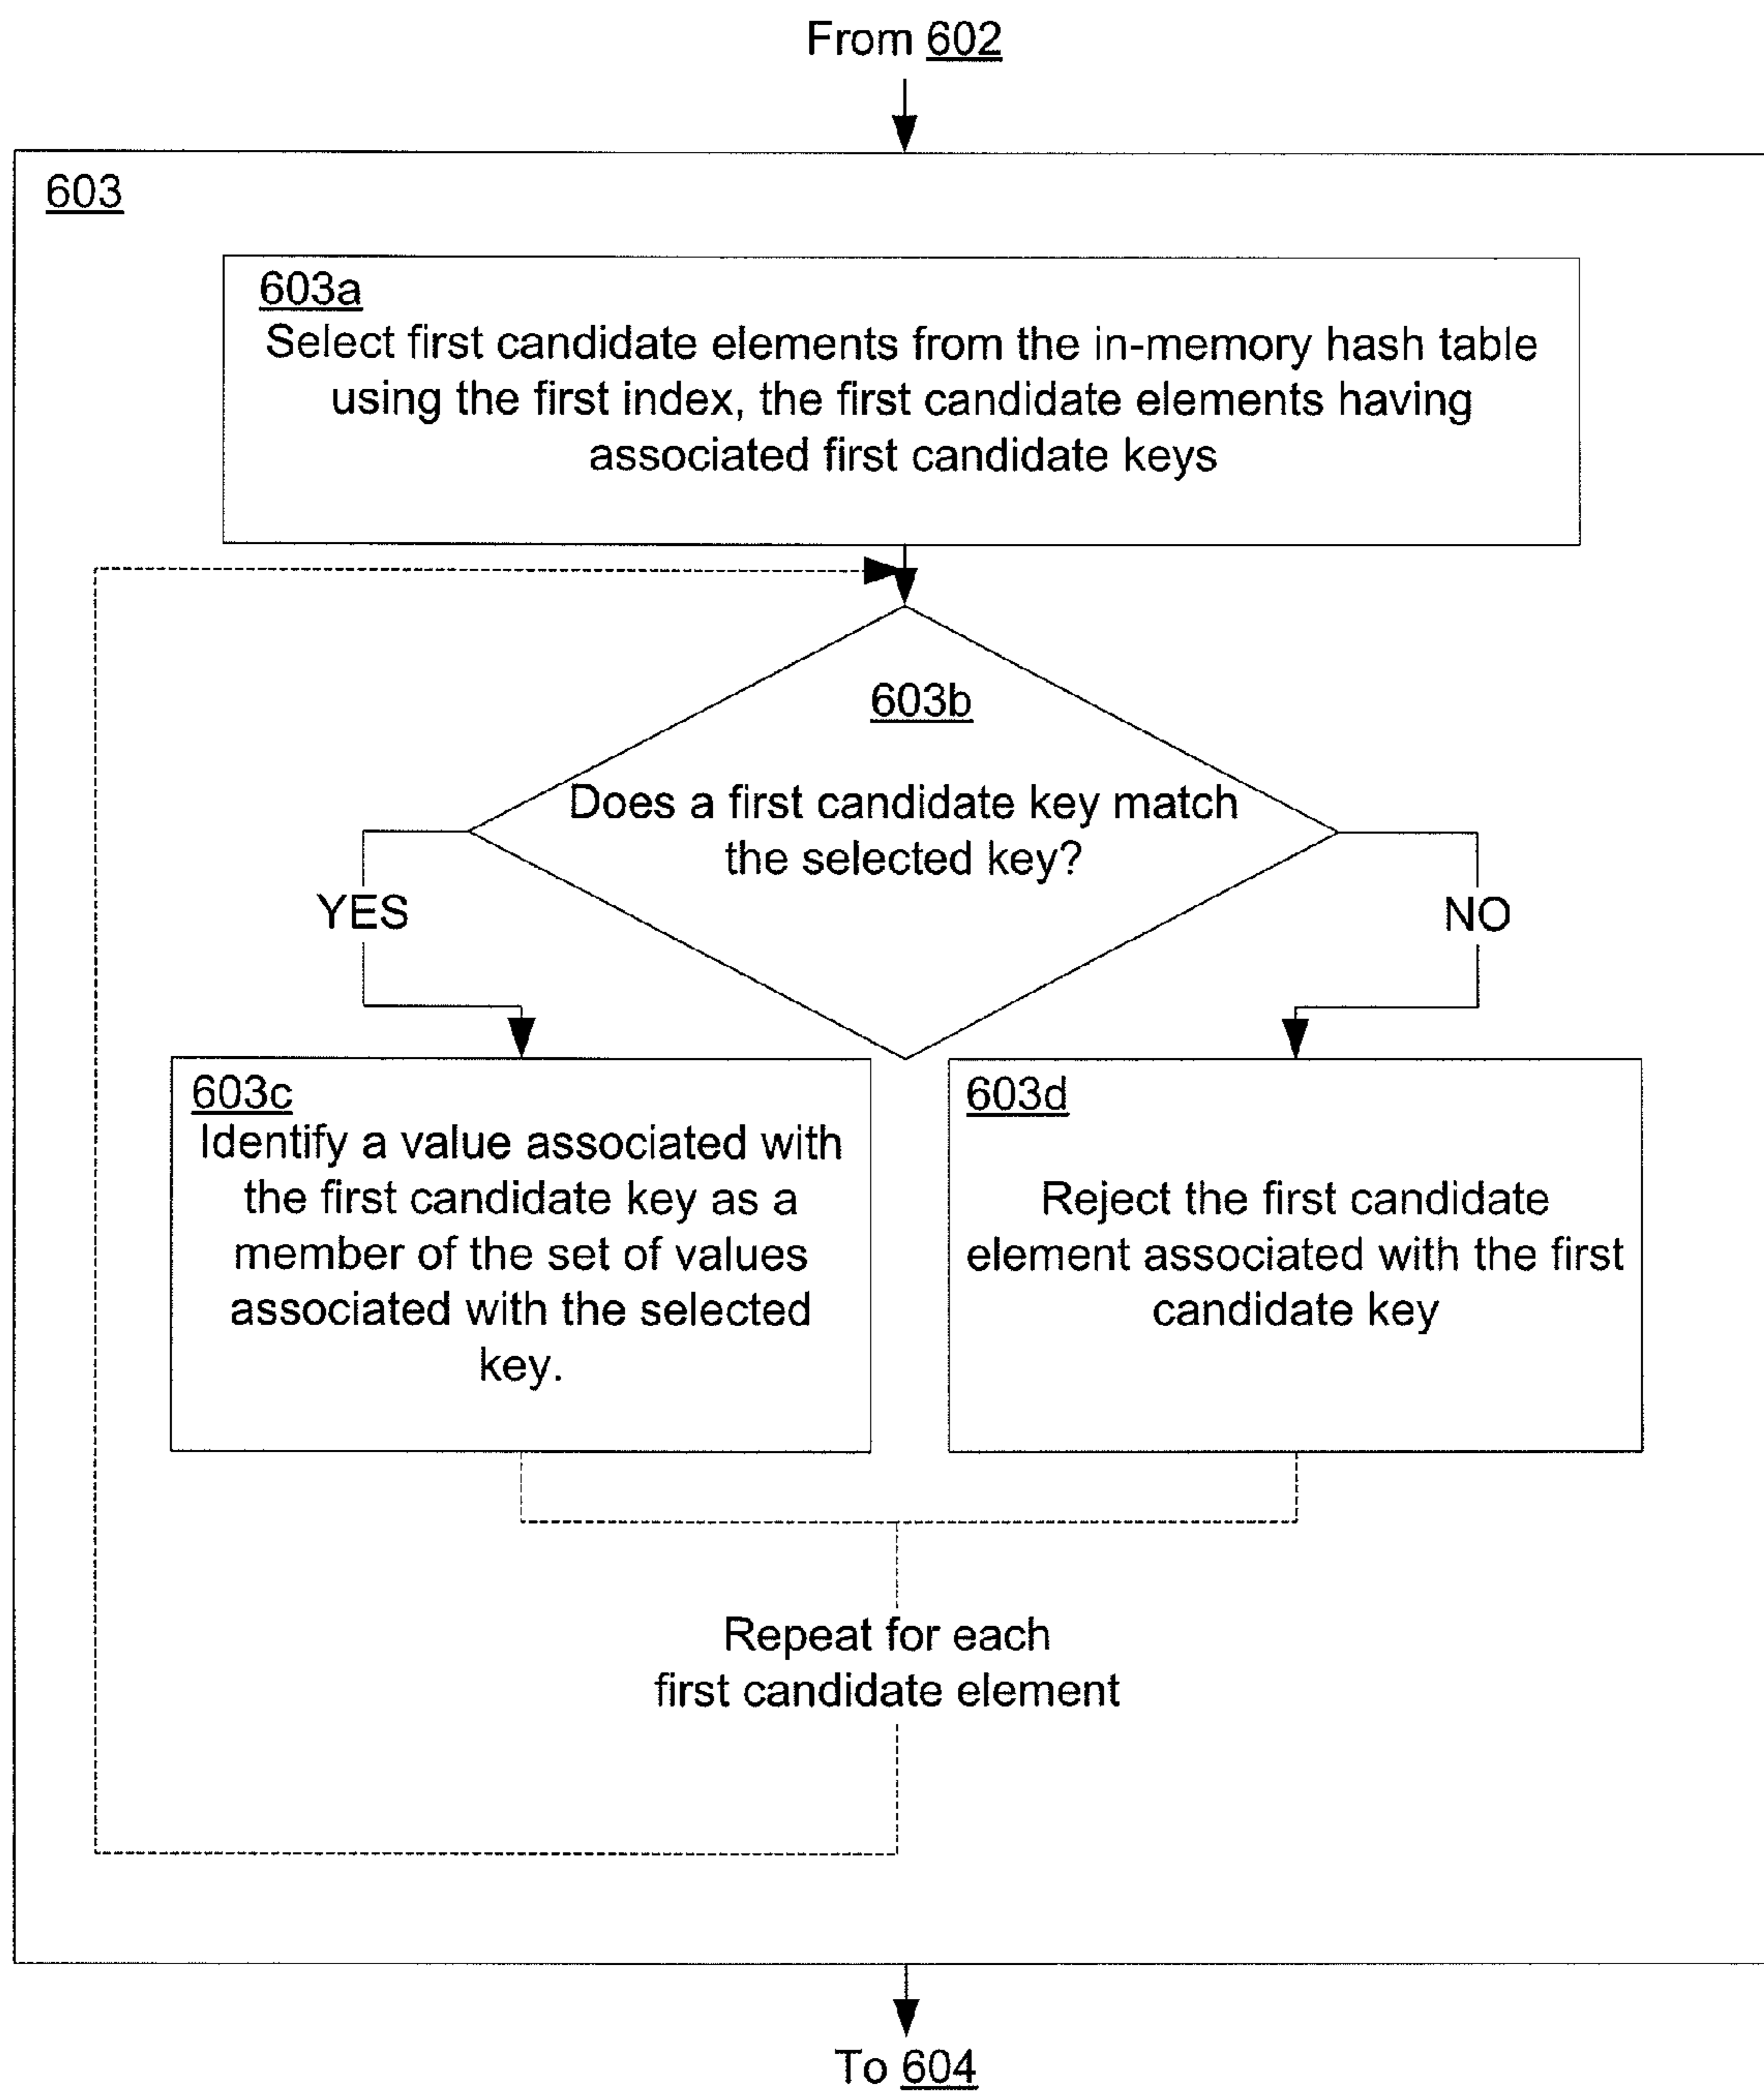 From 602
603
603a
Select first candidate elements from the in-memory hash table
using the first index, the first candidate elements having
associated first candidate keys
603b
Does a first candidate key match
the selected key?
YES
NO
603c
Identify a value associated with
the first candidate key as a
member of the set of values
associated with the selected
key.
603d
Reject the first candidate
element associated with the first
candidate key
Repeat for each
first candidate element
To 604